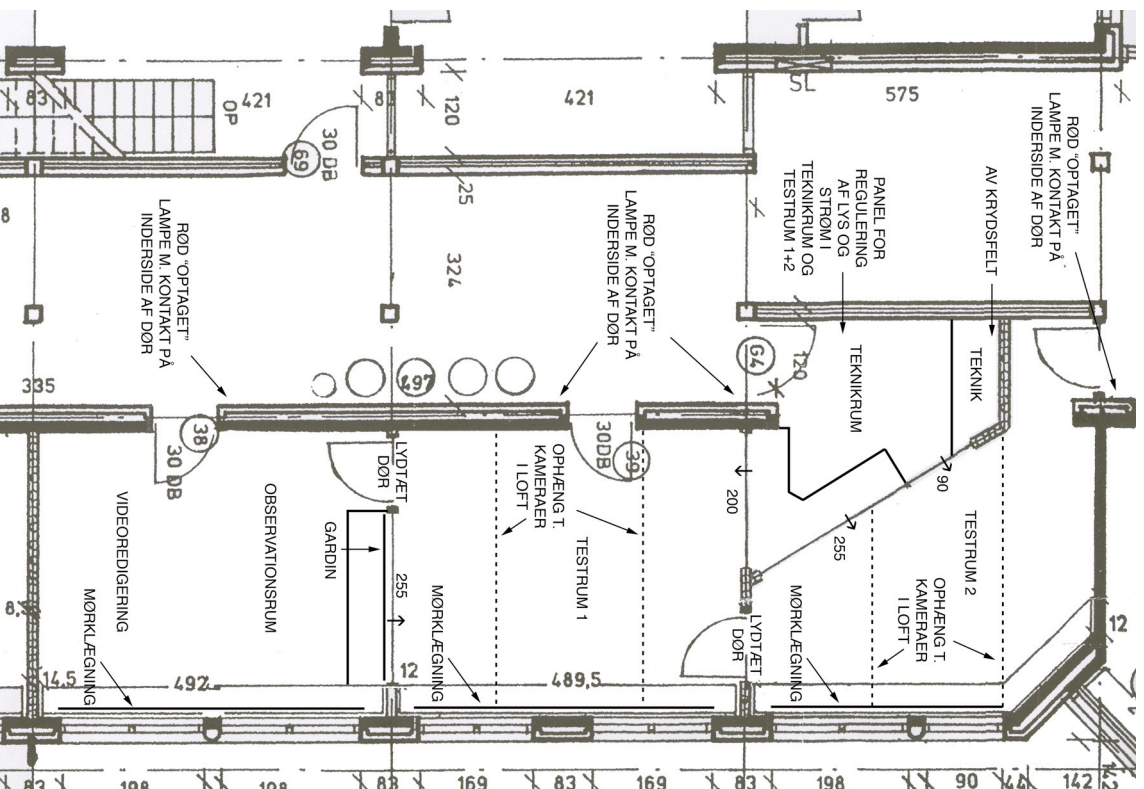 83
421
OP
30 DB
69
83
120
421
25
324
SL
575
RØD "OPTAGET"
LAMPE M. KONTAKT PÅ
INDERSIDE AF DØR
RØD "OPTAGET"
LAMPE M. KONTAKT PÅ
INDERSIDE AF DØR
PANEL FOR
REGULERING
AF LYS OG
STRØM I
TEKNIKRUM OG
TESTRUM 1+2
AV KRYDSFELT
RØD "OPTAGET"
LAMPE M. KONTAKT PÅ
INDERSIDE AF DØR
8
335
497
G4
120
TEKNIKRUM
TEKNIK
38
30 DB
LYDTÆT
DØR
30DB
39
OPHÆNG T.
KAMERAER
I LOFT
TESTRUM 1
200
90
255
TESTRUM 2
OPHÆNG T.
KAMERAER
I LOFT
VIDEOREDIGERING
OBSERVATIONSRUM
GARDIN
255
MØRKLÆGNING
MØRKLÆGNING
LYDTÆT
DØR
MØRKLÆGNING
12
14,5
492
12
489,5
83
198
108
83
169
83
169
83
198
90
44
142